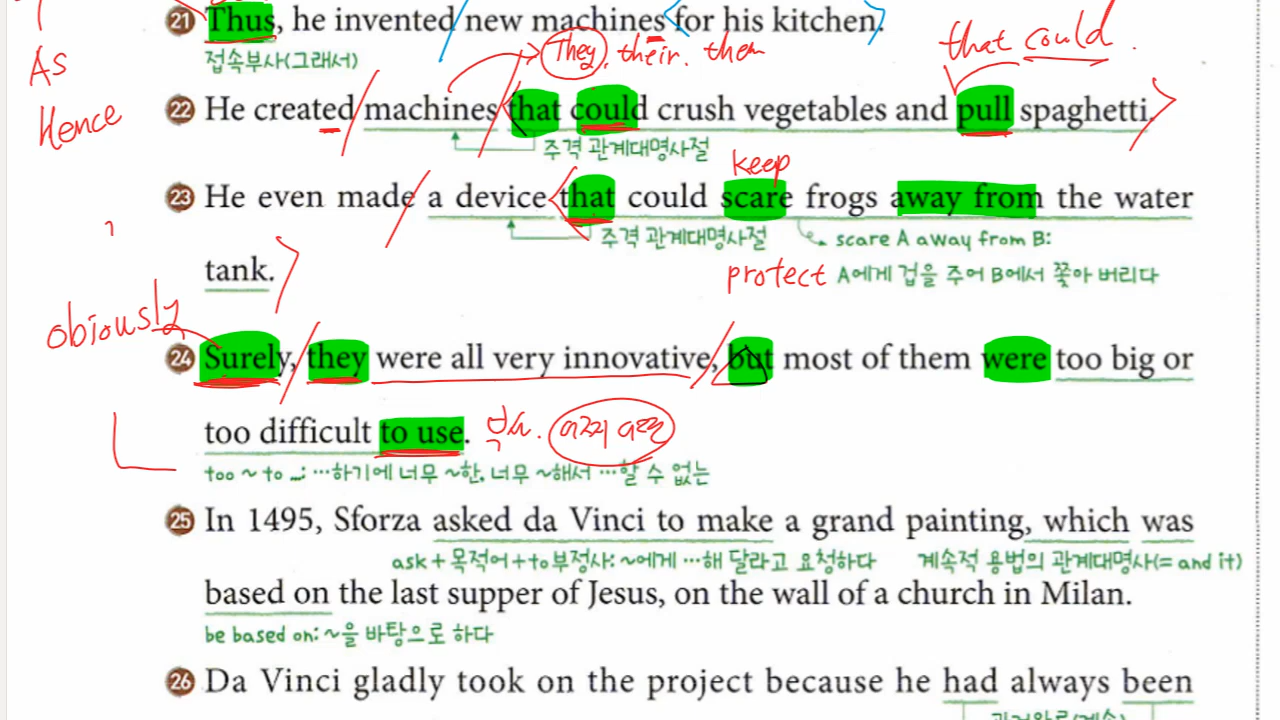 21 Thus, he invented new machines for his kitchen.
접속부사(그래서)
As
Hence
They, their. them
that could.
22 He created machines that could crush vegetables and pull spaghetti.
주격 관계대명사절
keep
23 He even made a device that could scare frogs away from the water
주격 관계대명사절
scare A away from B:
tank.
protect
A에게 겁을 주어 B에서 쫓아 버리다
obiously
24 Surely, they were all very innovative, but most of them were too big or
too difficult to use.
too ~ to …: …하기에 너무 ~한, 너무 ~해서 …할 수 없는
25 In 1495, Sforza asked da Vinci to make a grand painting, which was
ask+목적어+to부정사: ~에게 …해 달라고 요청하다
계속적 용법의 관계대명사(= and it)
based on the last supper of Jesus, on the wall of a church in Milan.
be based on: ~을 바탕으로 하다
26 Da Vinci gladly took on the project because he had always been